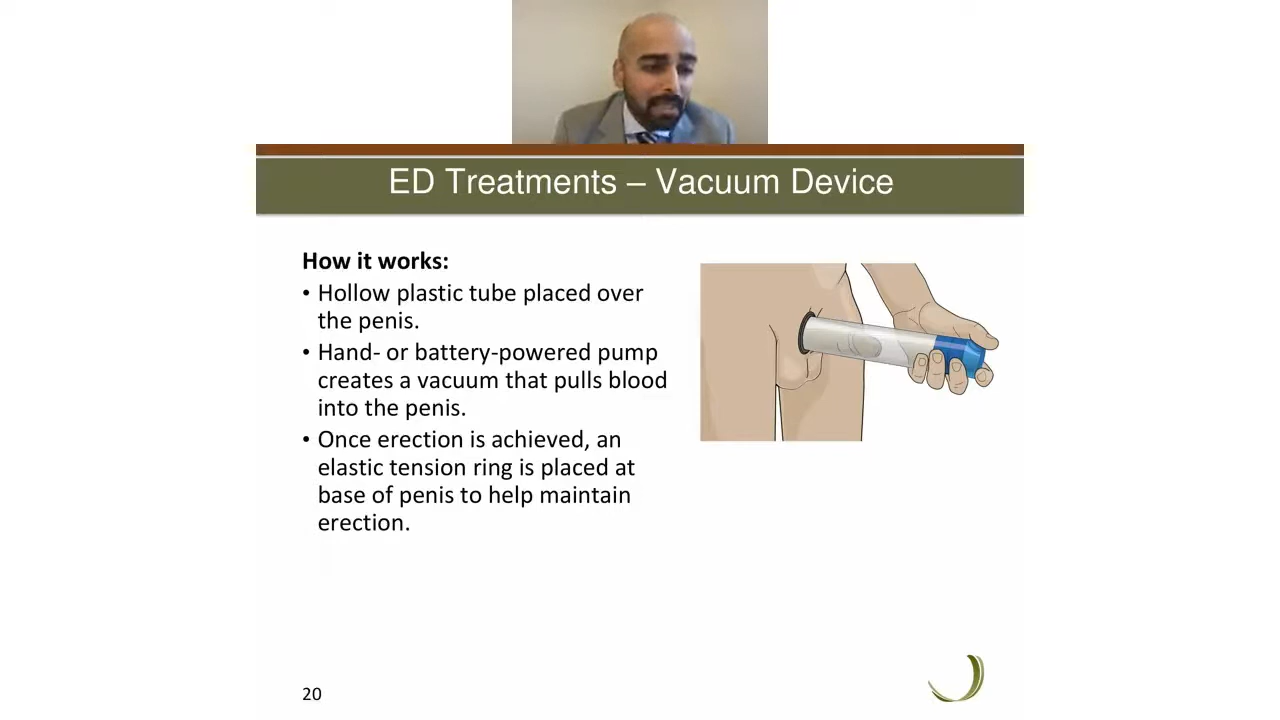 ED Treatments – Vacuum Device
How it works:
• Hollow plastic tube placed over
the penis.
• Hand- or battery-powered pump
creates a vacuum that pulls blood
into the penis.
• Once erection is achieved, an
elastic tension ring is placed at
base of penis to help maintain
erection.
20